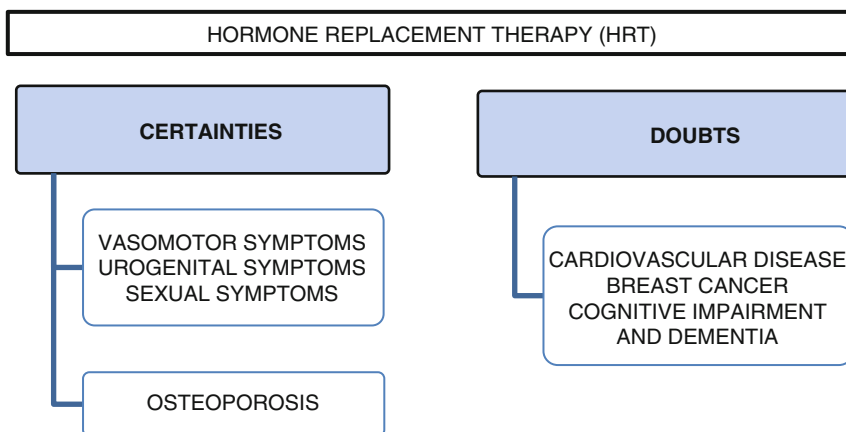 HORMONE REPLACEMENT THERAPY (HRT)
CERTAINTIES
VASOMOTOR SYMPTOMS
UROGENITAL SYMPTOMS
SEXUAL SYMPTOMS
OSTEOPOROSIS
DOUBTS
CARDIOVASCULAR DISEASE
BREAST CANCER
COGNITIVE IMPAIRMENT
AND DEMENTIA